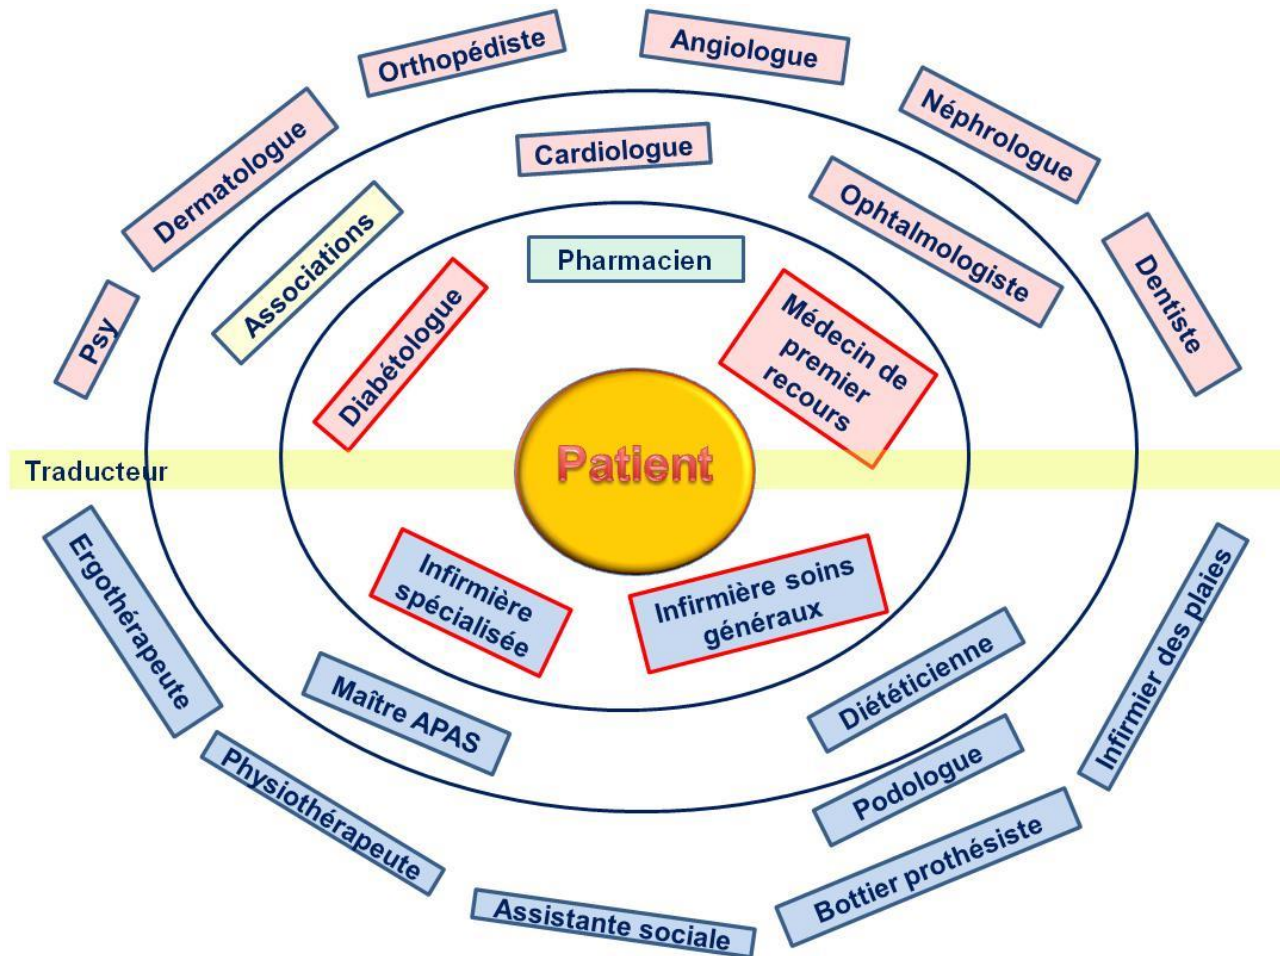 Orthopédiste
Angiologue
Néphrologue
Dermatologue
Cardiologue
Ophtalmologiste
Associations
Pharmacien
Dentiste
Psy
Diabétologue
Médecin de
premier
recours
Patient
Traducteur
Ergothérapeute
Infirmière
spécialisée
Infirmière soins
généraux
Infirmier des plaies
Maître APAS
Diététicienne
Physiothérapeute
Podologue
Bottier prothésiste
Assistante sociale